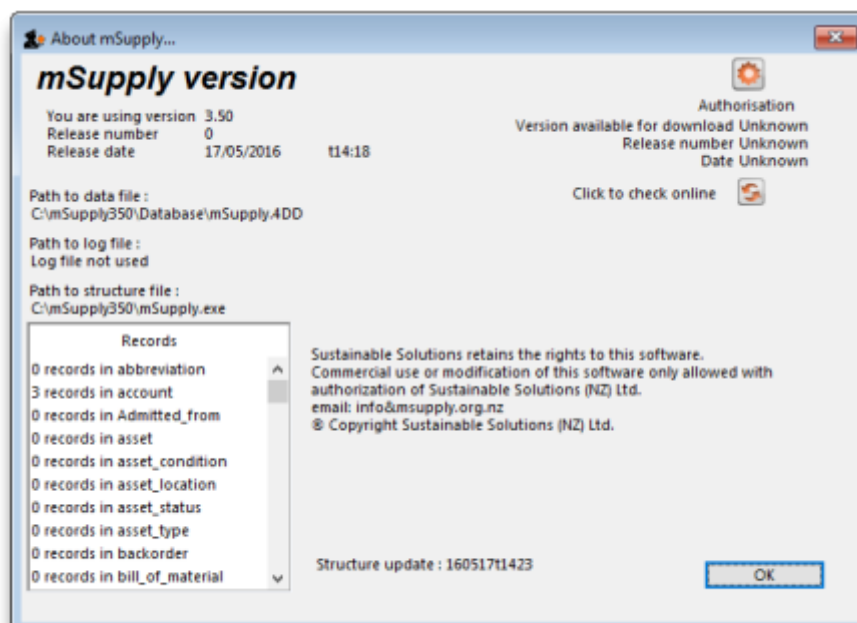 About mSupply...
mSupply version
You are using version 3.50
Release number 0
Release date 17/05/2016 t14:18
Authorisation
Version available for download Unknown
Release number Unknown
Date Unknown
Click to check online
Path to data file :
C:\mSupply350\Database\mSupply.4DD
Path to log file :
Log file not used
Path to structure file :
C:\mSupply350\mSupply.exe
Records
0 records in abbreviation
3 records in account
0 records in Admitted_from
0 records in asset
0 records in asset_condition
0 records in asset_location
0 records in asset_status
0 records in asset_type
0 records in backorder
0 records in bill_of_material
Sustainable Solutions retains the rights to this software.
Commercial use or modification of this software only allowed with
authorization of Sustainable Solutions (NZ) Ltd.
email: info&msupply.org.nz
® Copyright Sustainable Solutions (NZ) Ltd.
Structure update : 160517t1423
OK